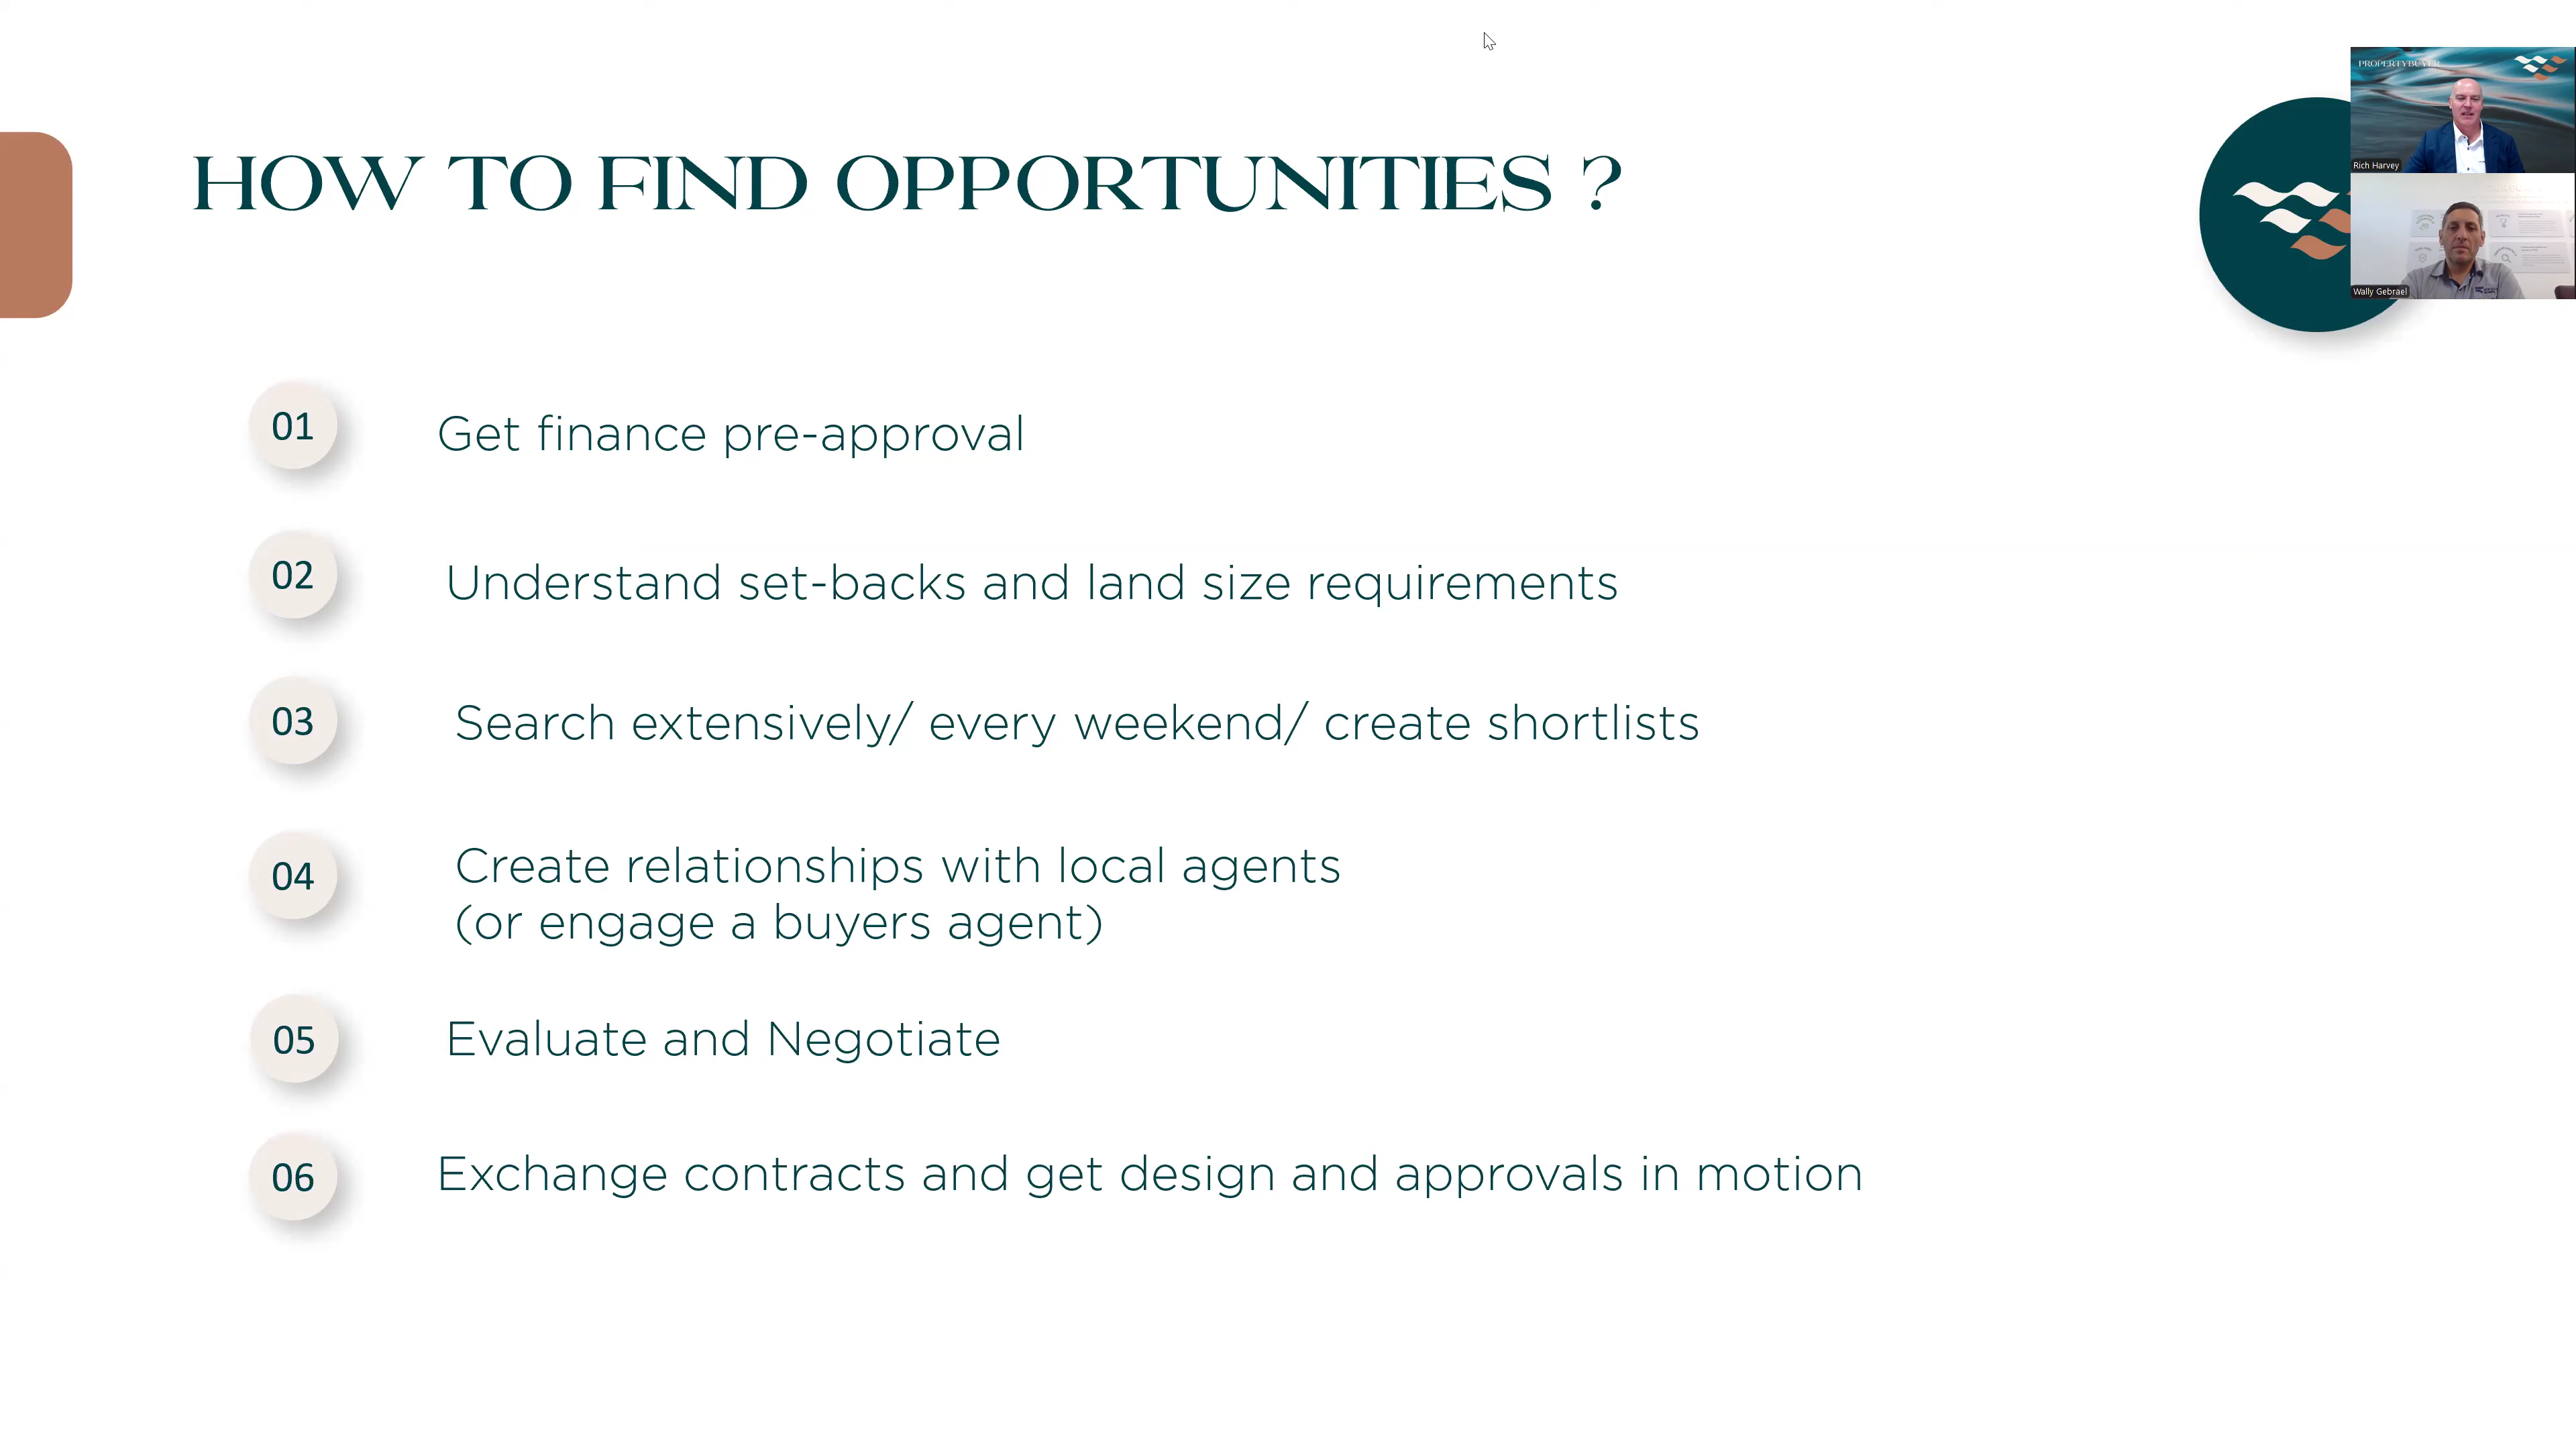 HOW TO FIND OPPORTUNITIES ?
PROPERTYBUYER
Rich Harvey
Wally Gebrael
01
Get finance pre-approval
02
Understand set-backs and land size requirements
03
Search extensively/ every weekend/ create shortlists
04
Create relationships with local agents
(or engage a buyers agent)
05
Evaluate and Negotiate
06
Exchange contracts and get design and approvals in motion